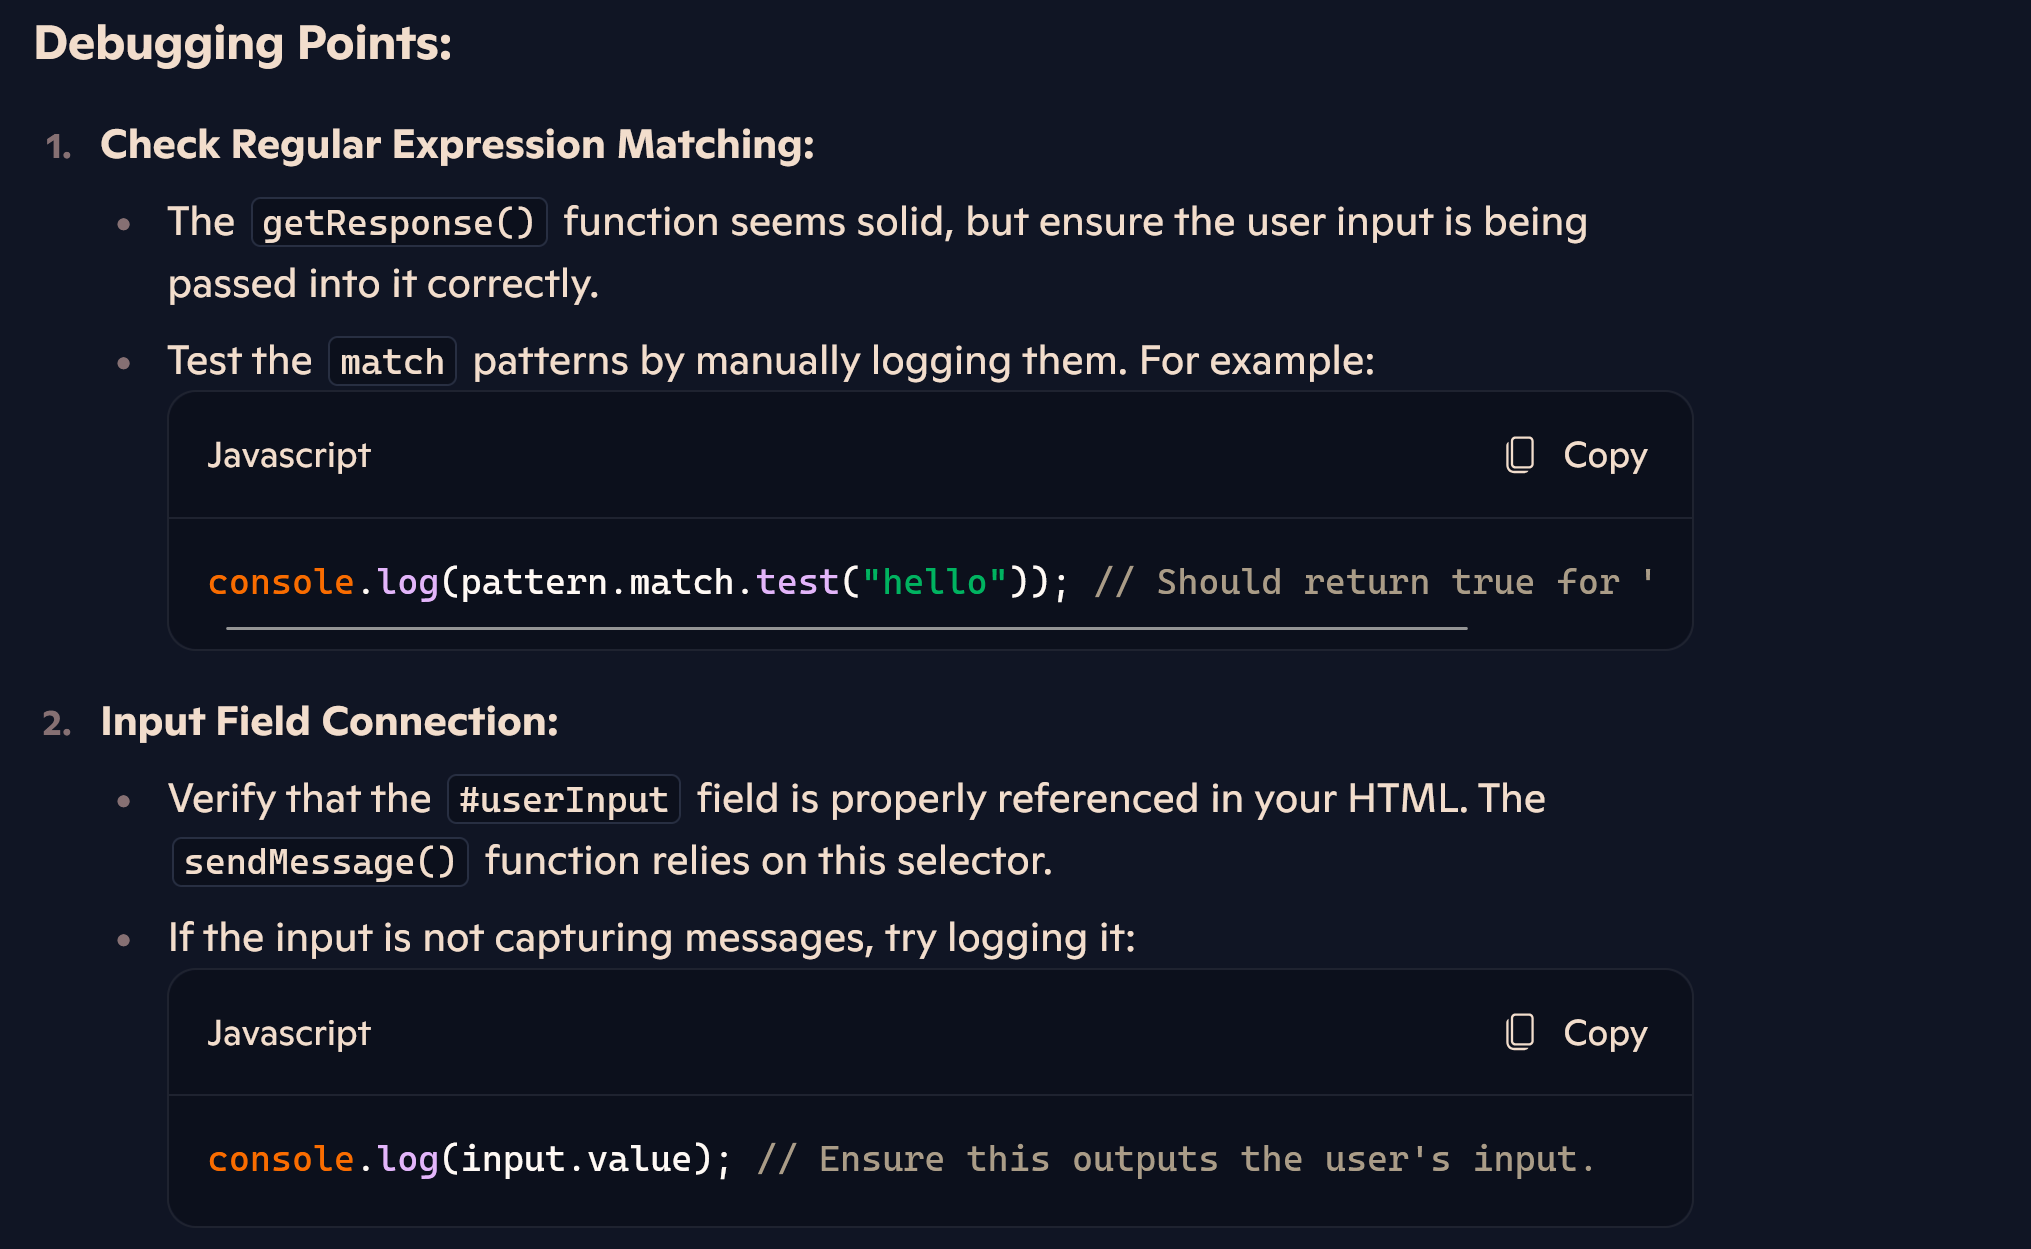 Debugging Points:
1. Check Regular Expression Matching:
• The getResponse() function seems solid, but ensure the user input is being
passed into it correctly.
• Test the match patterns by manually logging them. For example:
Javascript
Copy
console.log(pattern.match.test("hello")); // Should return true for '
2. Input Field Connection:
• Verify that the #userInput field is properly referenced in your HTML. The
sendMessage() function relies on this selector.
• If the input is not capturing messages, try logging it:
Javascript
Copy
console.log(input.value); // Ensure this outputs the user's input.